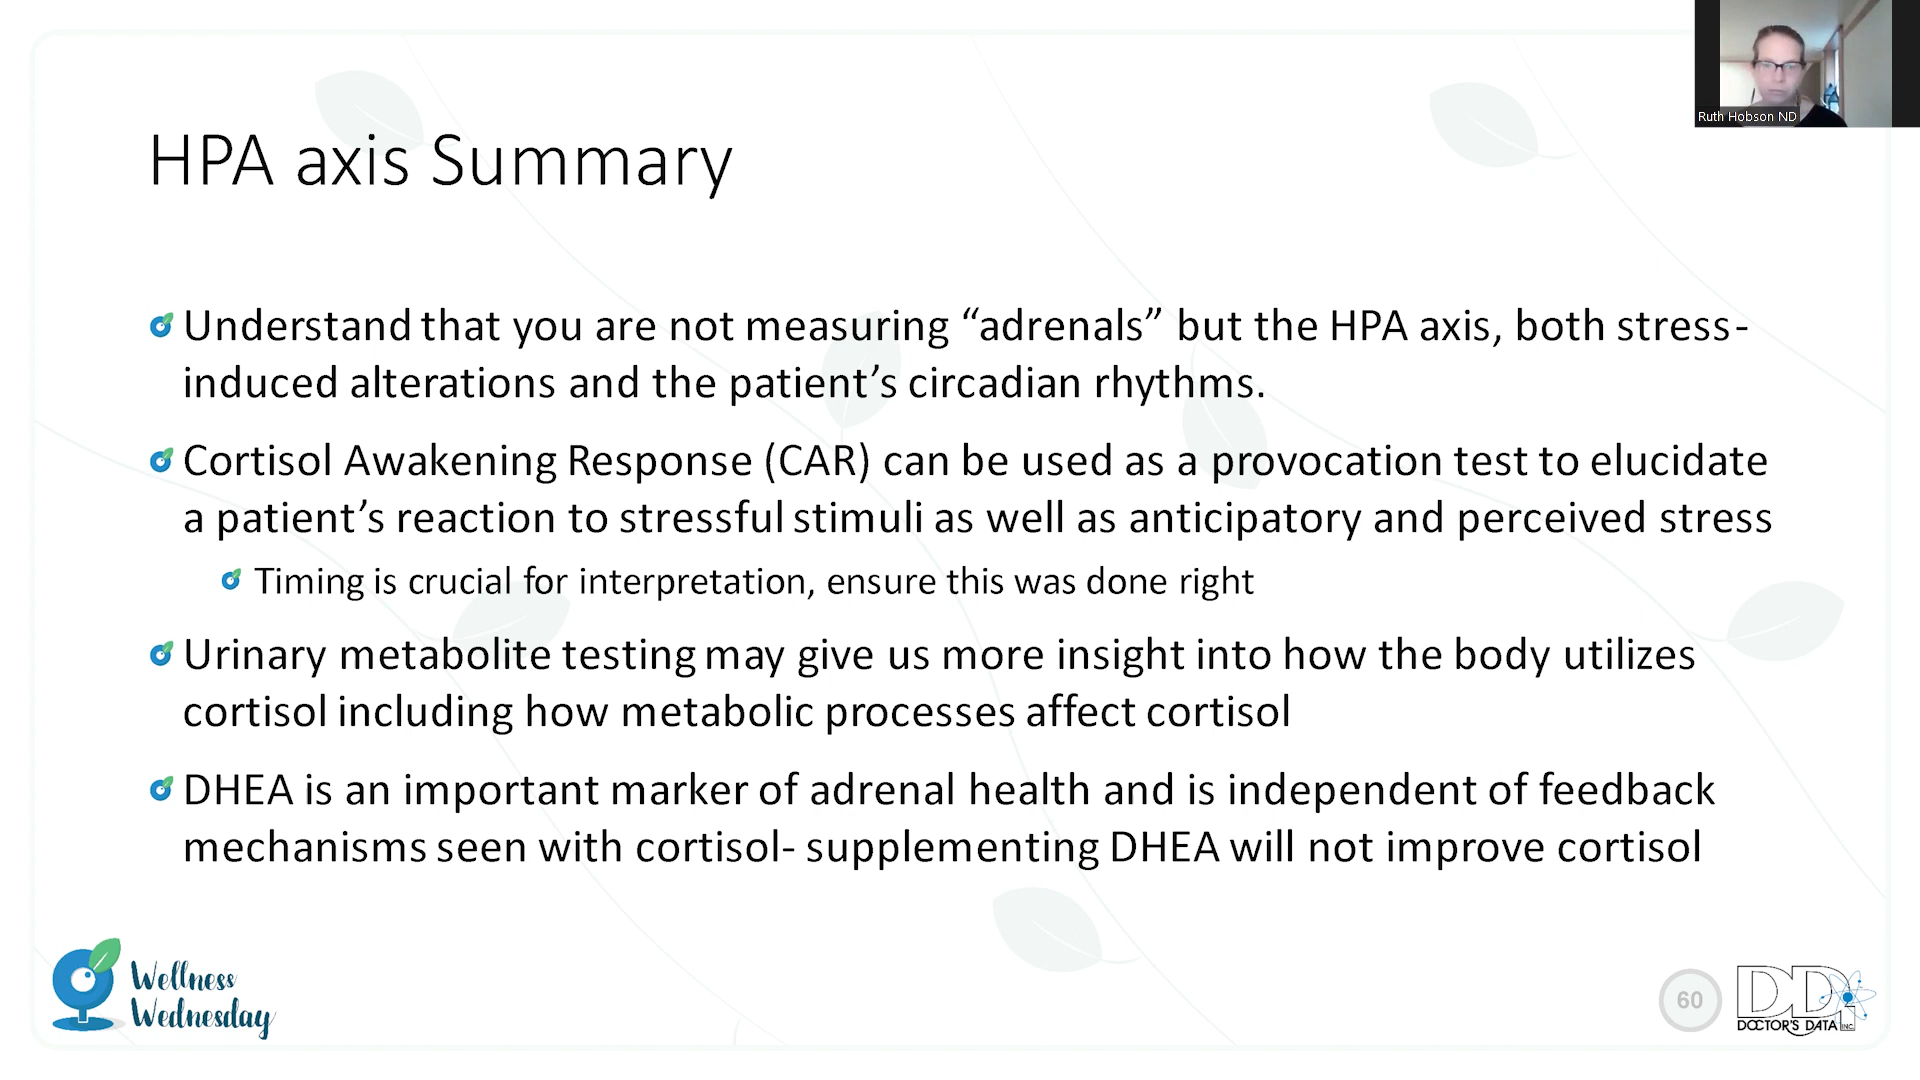 Ruth Hobson ND
HPA axis Summary
Understand that you are not measuring “adrenals” but the HPA axis, both stress-
induced alterations and the patient’s circadian rhythms.
Cortisol Awakening Response (CAR) can be used as a provocation test to elucidate
a patient’s reaction to stressful stimuli as well as anticipatory and perceived stress
Timing is crucial for interpretation, ensure this was done right
Urinary metabolite testing may give us more insight into how the body utilizes
cortisol including how metabolic processes affect cortisol
DHEA is an important marker of adrenal health and is independent of feedback
mechanisms seen with cortisol- supplementing DHEA will not improve cortisol
Wellness
Wednesday
60
DDI
DOCTOR'S DATA INC.